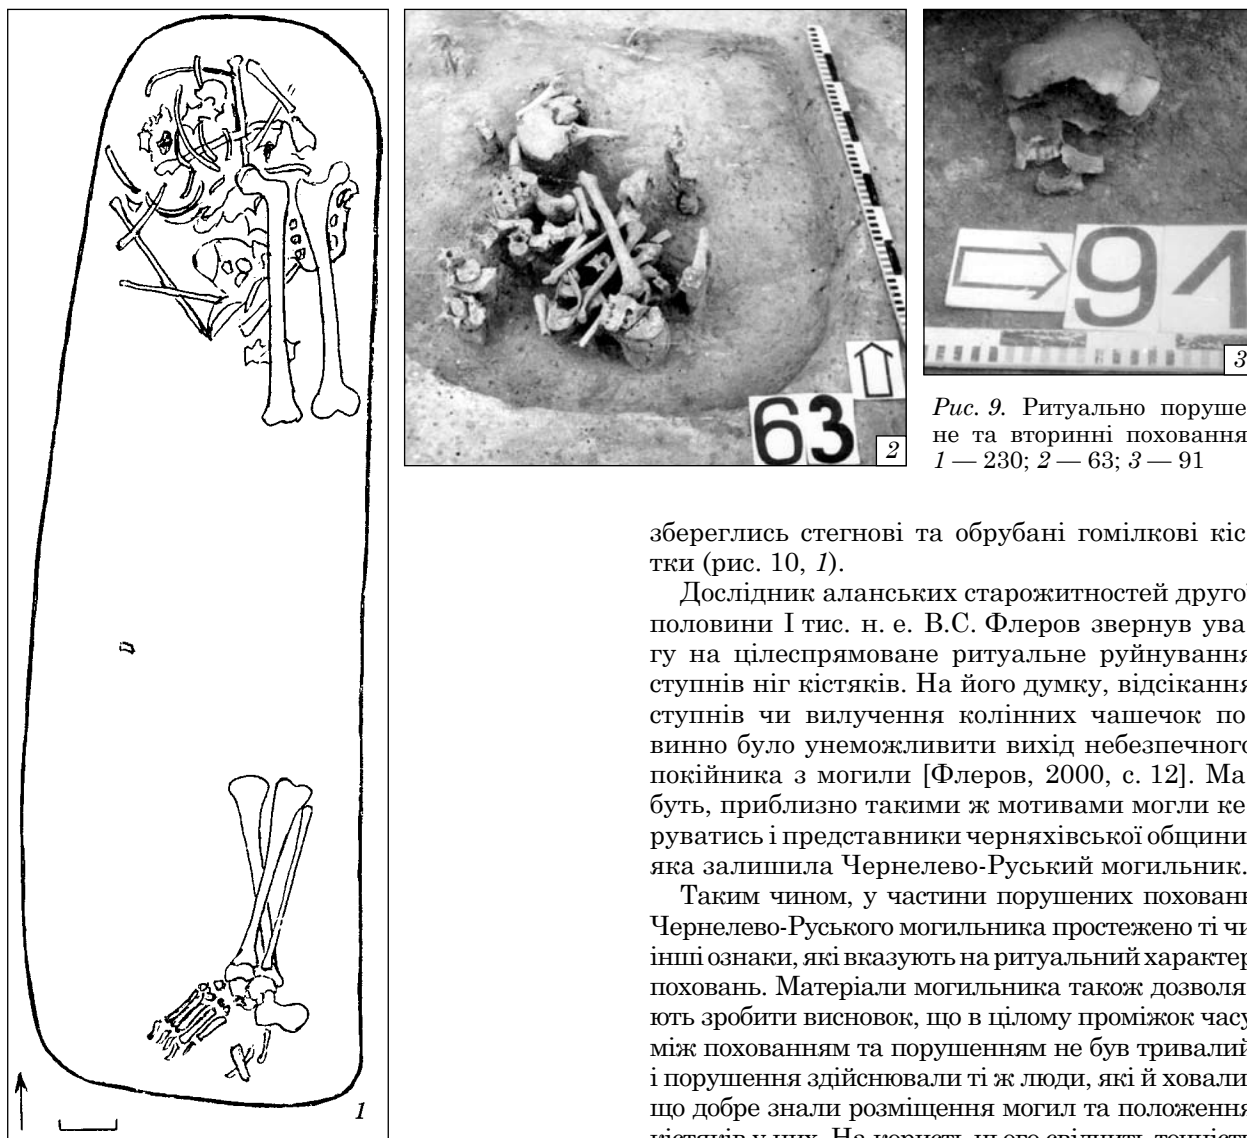 1
2
63
3
91
Рис. 9. Ритуально поруше
не та вторинні поховання
1 — 230; 2 — 63; 3 — 91
збереглись стегнові та обрубані гомілкові кіс
тки (рис. 10, 1).
Дослідник аланських старожитностей друго
половини І тис. н. е. В.С. Флеров звернув ува
гу на цілеспрямоване ритуальне руйнування
ступнів ніг кістяків. На його думку, відсікання
ступнів чи вилучення колінних чашечок по
винно було унеможливити вихід небезпечного
покійника з могили [Флеров, 2000, с. 12]. Ма
буть, приблизно такими ж мотивами могли ке
руватись і представники черняхівської общини
яка залишила Чернелево-Руський могильник.
Таким чином, у частини порушених поховань
Чернелево-Руського могильника простежено ті чи
інші ознаки, які вказують на ритуальний характер
поховань. Матеріали могильника також дозволя
ють зробити висновок, що в цілому проміжок часу
між похованням та порушенням не був тривалий
і порушення здійснювали ті ж люди, які й ховали
що добре знали розміщення могил та положення